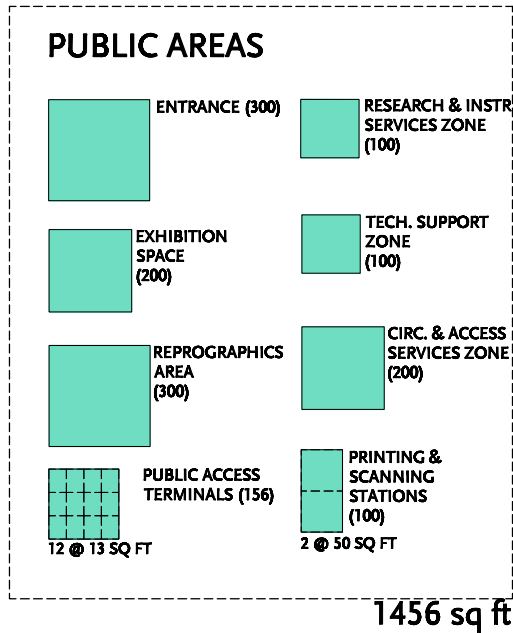 PUBLIC AREAS
ENTRANCE (300)
EXHIBITION
SPACE
(200)
REPROGRAPHICS
AREA
(300)
PUBLIC ACCESS
TERMINALS (156)
12 @ 13 SQ FT
RESEARCH & INSTR
SERVICES ZONE
(100)
TECH. SUPPORT
ZONE
(100)
CIRC. & ACCESS
SERVICES ZONE
(200)
PRINTING &
SCANNING
STATIONS
(100)
2 @ 50 SQ FT
1456 sq ft